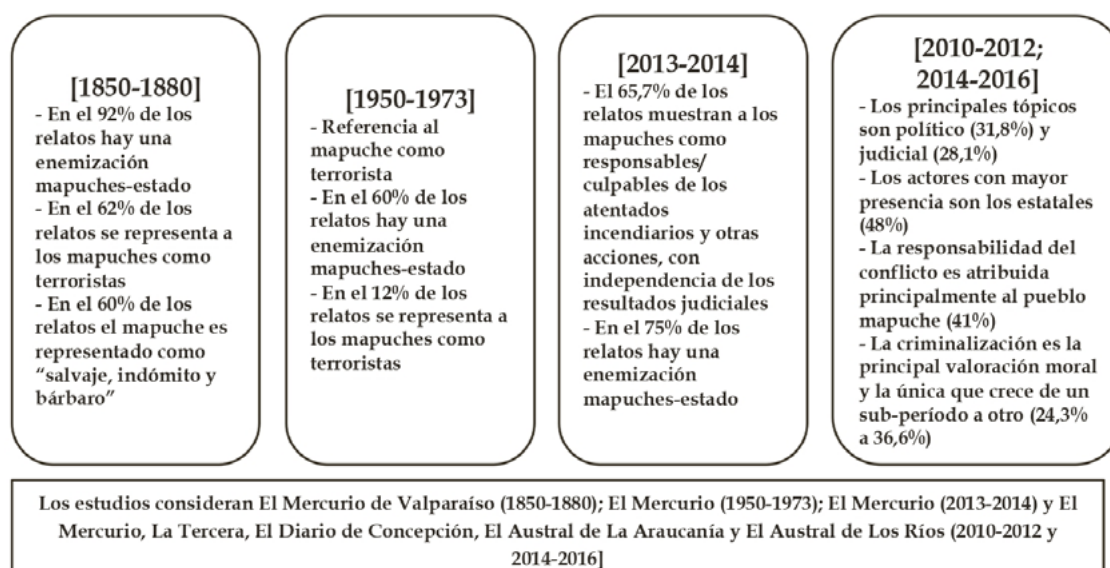 [1850-1880]
- En el 92% de los
relatos hay una
enemización
mapuches-estado
- En el 62% de los
relatos se representa a
los mapuches como
terroristas
- En el 60% de los
relatos el mapuche es
representado como
“salvaje, indómito y
bárbaro”
[1950-1973]
- Referencia al
mapuche como
terrorista
- En el 60% de los
relatos hay una
enemización
mapuches-estado
- En el 12% de los
relatos se representa a
los mapuches como
terroristas
[2013-2014]
- El 65,7% de los
relatos muestran a los
mapuches como
responsables/
culpables de los
atentados
incendiarios y otras
acciones, con
independencia de los
resultados judiciales
- En el 75% de los
relatos hay una
enemización
mapuches-estado
[2010-2012;
2014-2016]
- Los principales tópicos
son político (31,8%) y
judicial (28,1%)
- Los actores con mayor
presencia son los estatales
(48%)
- La responsabilidad del
conflicto es atribuida
principalmente al pueblo
mapuche (41%)
- La criminalización es la
principal valoración moral
y la única que crece de un
sub-período a otro (24,3%
a 36,6%)
Los estudios consideran El Mercurio de Valparaíso (1850-1880); El Mercurio (1950-1973); El Mercurio (2013-2014) y El
Mercurio, La Tercera, El Diario de Concepción, El Austral de La Araucanía y El Austral de Los Ríos (2010-2012 y
2014-2016]